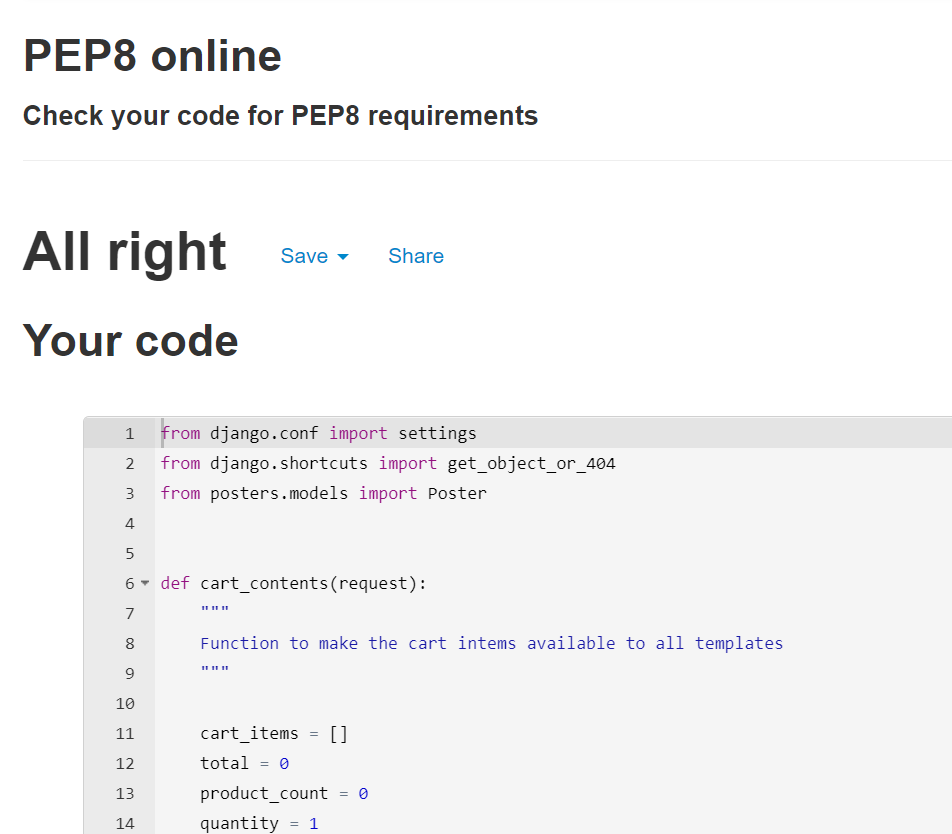 PEP8 online
Check your code for PEP8 requirements
All right Save Share
Your code
1 from django.conf import settings
2 from django.shortcuts import get_object_or_404
3 from posters.models import Poster
4
5
6 def cart_contents(request):
7     """
8     Function to make the cart intems available to all templates
9     """
10
11     cart_items = []
12     total = 0
13     product_count = 0
14     quantity = 1